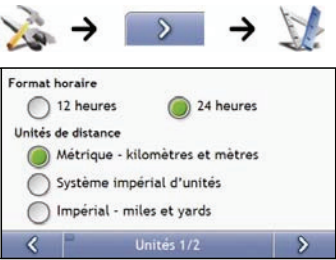 Format horaire
12 heures 24 heures
Unités de distance
Métrique - kilomètres et mètres
Système impérial d'unités
Impérial - miles et yards
Unités 1/2